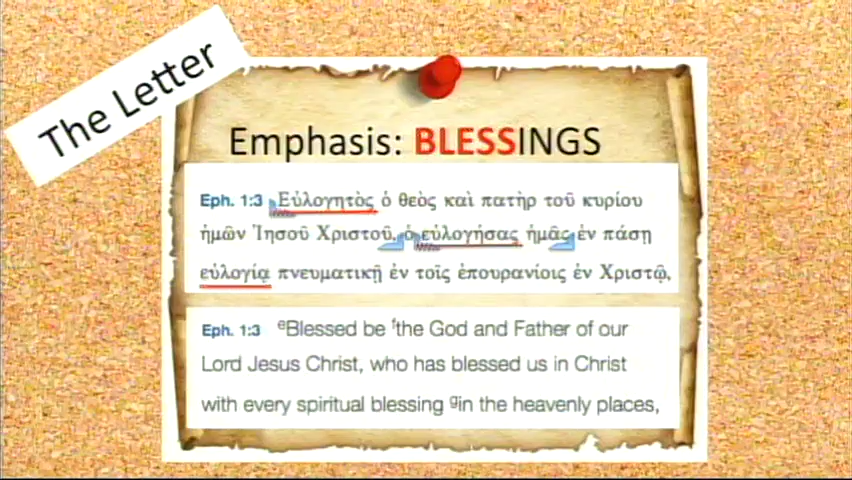 The Letter
Emphasis: BLESSINGS
Eph. 1:3 Εὐλογητὸς ὁ θεὸς καὶ πατὴρ τοῦ κυρίου
ἡμῶν Ἰησοῦ Χριστοῦ, ὁ εὐλογήσας ἡμᾶς ἐν πάσῃ
εὐλογίᾳ πνευματικῇ ἐν τοῖς ἐπουρανίοις ἐν Χριστῷ,
Eph. 1:3 eBlessed be fthe God and Father of our
Lord Jesus Christ, who has blessed us in Christ
with every spiritual blessing gin the heavenly places,